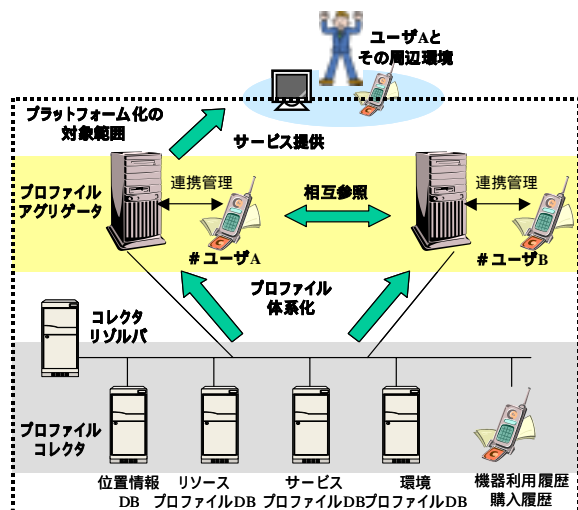 ユーザAと
その周辺環境
プラットフォーム化の
対象範囲
サービス提供
プロファイル
アグリゲータ
連携管理
相互参照
連携管理
#ユーザA
#ユーザB
プロファイル
体系化
コレクタ
リゾルバ
プロファイル
コレクタ
位置情報
DB
リソース
プロファイルDB
サービス
プロファイルDB
環境
プロファイルDB
機器利用履歴
購入履歴